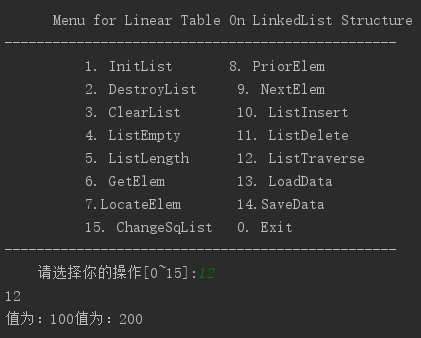 Menu for Linear Table On LinkedList Structure
-------------------------------------------------
1. InitList 8. PriorElem
2. DestroyList 9. NextElem
3. ClearList 10. ListInsert
4. ListEmpty 11. ListDelete
5. ListLength 12. ListTraverse
6. GetElem 13. LoadData
7.LocateElem 14.SaveData
15. ChangeSqList 0. Exit
-------------------------------------------------
请选择你的操作[0~15]:12
12
值为：100值为：200